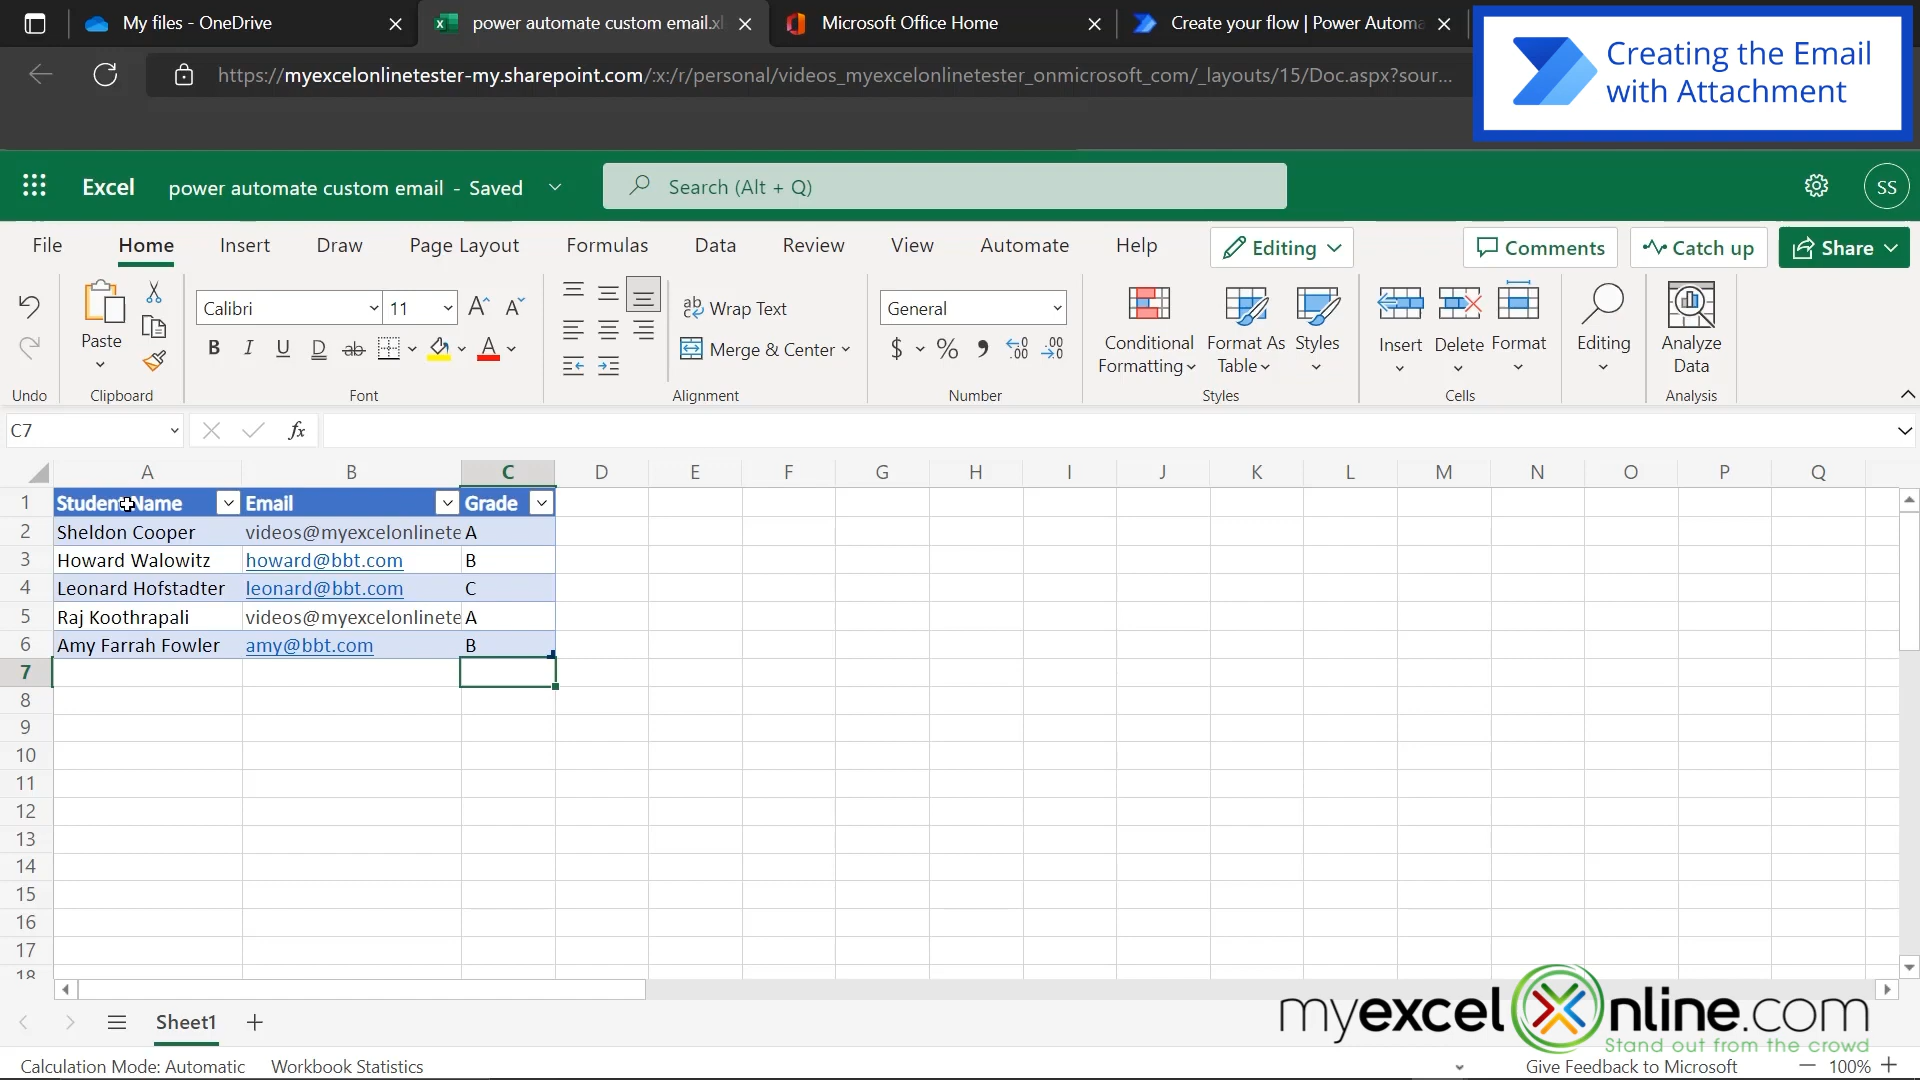 My files - OneDrive
power automate custom email.xl
Microsoft Office Home
Create your flow | Power Automa
Creating the Email
with Attachment
https://myexcelonlinetester-my.sharepoint.com/:x:/r/personal/videos_myexcelonlinetester_onmicrosoft_com/_layouts/15/Doc.aspx?sour...
Excel
power automate custom email - Saved
Search (Alt + Q)
SS
File
Home
Insert
Draw
Page Layout
Formulas
Data
Review
View
Automate
Help
Editing
Comments
Catch up
Share
Paste
Calibri
11
Wrap Text
Merge & Center
General
Conditional
Formatting
Format As
Table
Styles
Insert
Delete
Format
Editing
Analyze
Data
Undo
Clipboard
Font
Alignment
Number
Styles
Cells
Analysis
C7
fx
A B C D E F G H I J K L M N O P Q
1 Student Name Email Grade
2 Sheldon Cooper videos@myexcelonlinete A
3 Howard Walowitz howard@bbt.com B
4 Leonard Hofstadter leonard@bbt.com C
5 Raj Koothrapali videos@myexcelonlinete A
6 Amy Farrah Fowler amy@bbt.com B
7
8
9
10
11
12
13
14
15
16
17
18
Sheet1
myexcelonline.com
Stand out from the crowd
Calculation Mode: Automatic
Workbook Statistics
Give Feedback to Microsoft
100%